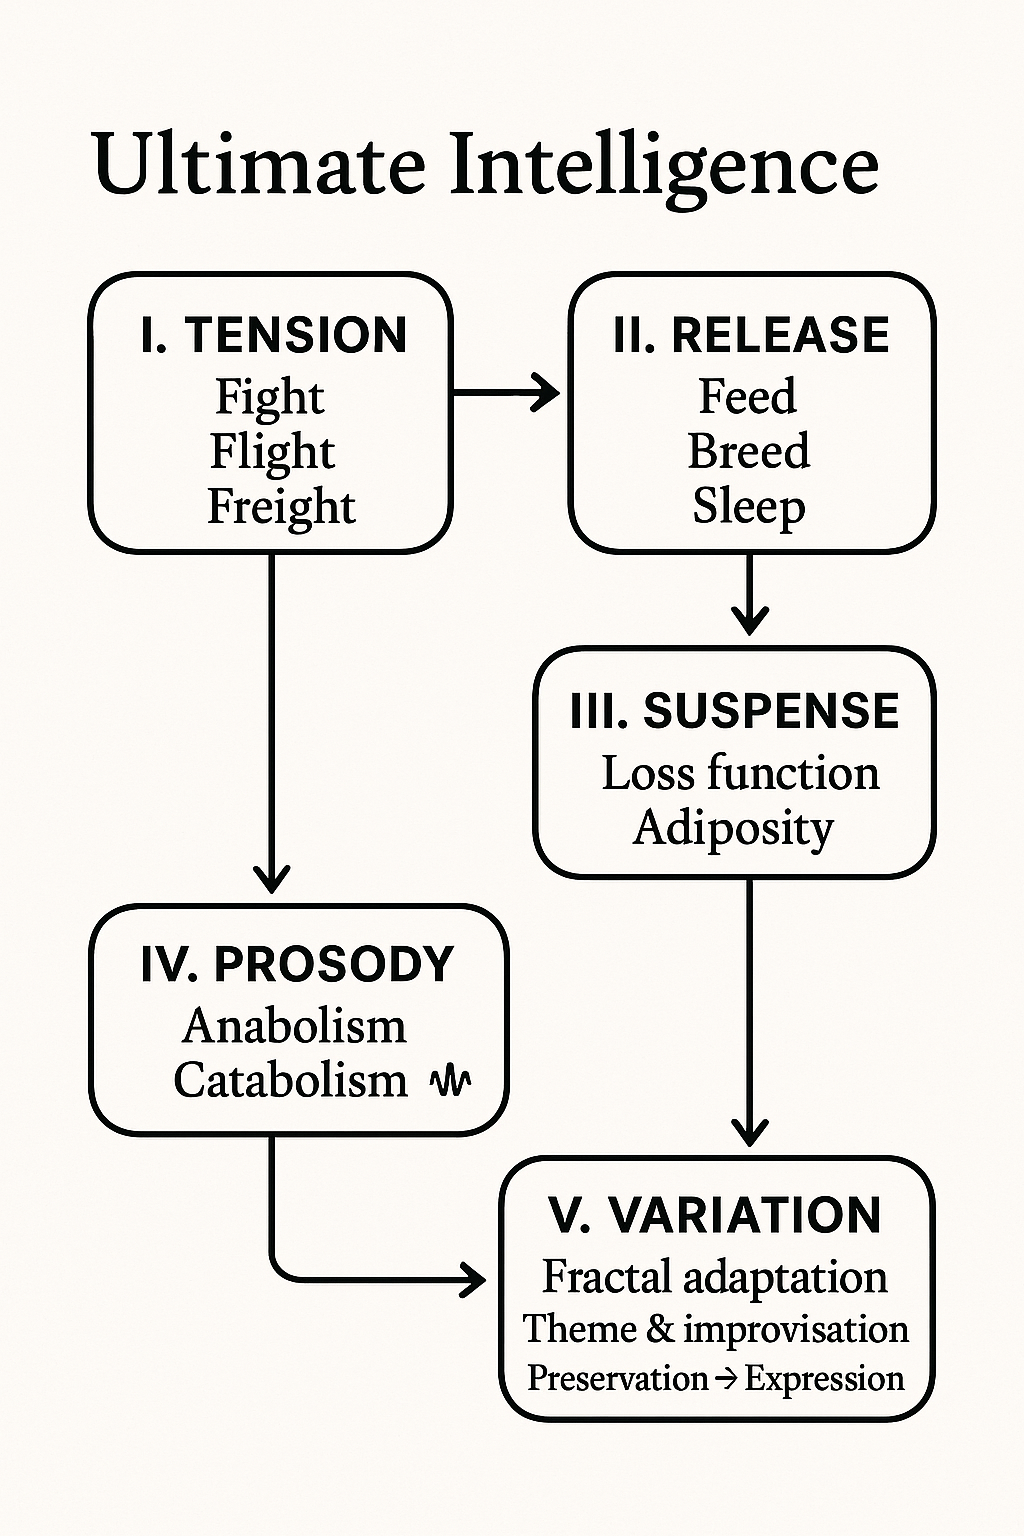 Ultimate Intelligence
I. TENSION
Fight
Flight
Freight
II. RELEASE
Feed
Breed
Sleep
III. SUSPENSE
Loss function
Adiposity
IV. PROSODY
Anabolism
Catabolism
V. VARIATION
Fractal adaptation
Theme & improvisation
Preservation → Expression